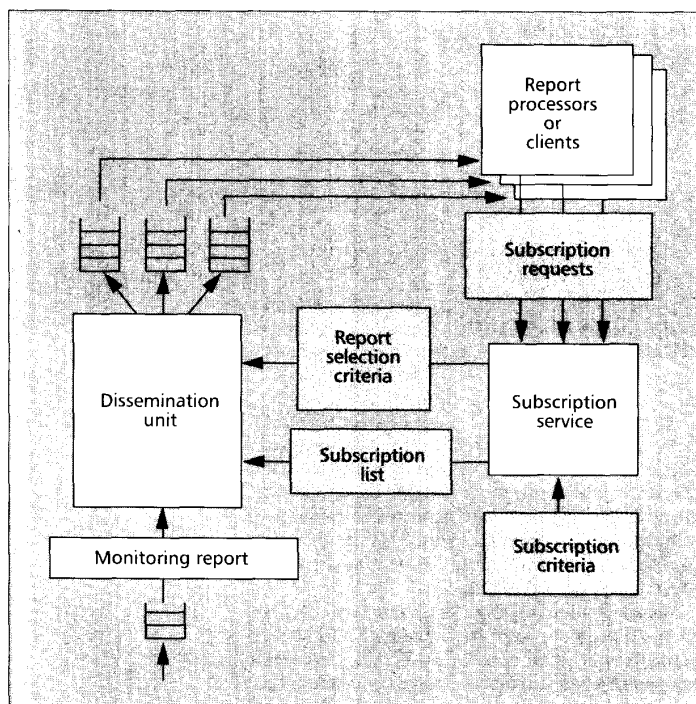 Report
processors
or
clients
Subscription
requests
Report
selection
criteria
Dissemination
unit
Subscription
service
Subscription
list
Monitoring report
Subscription
criteria